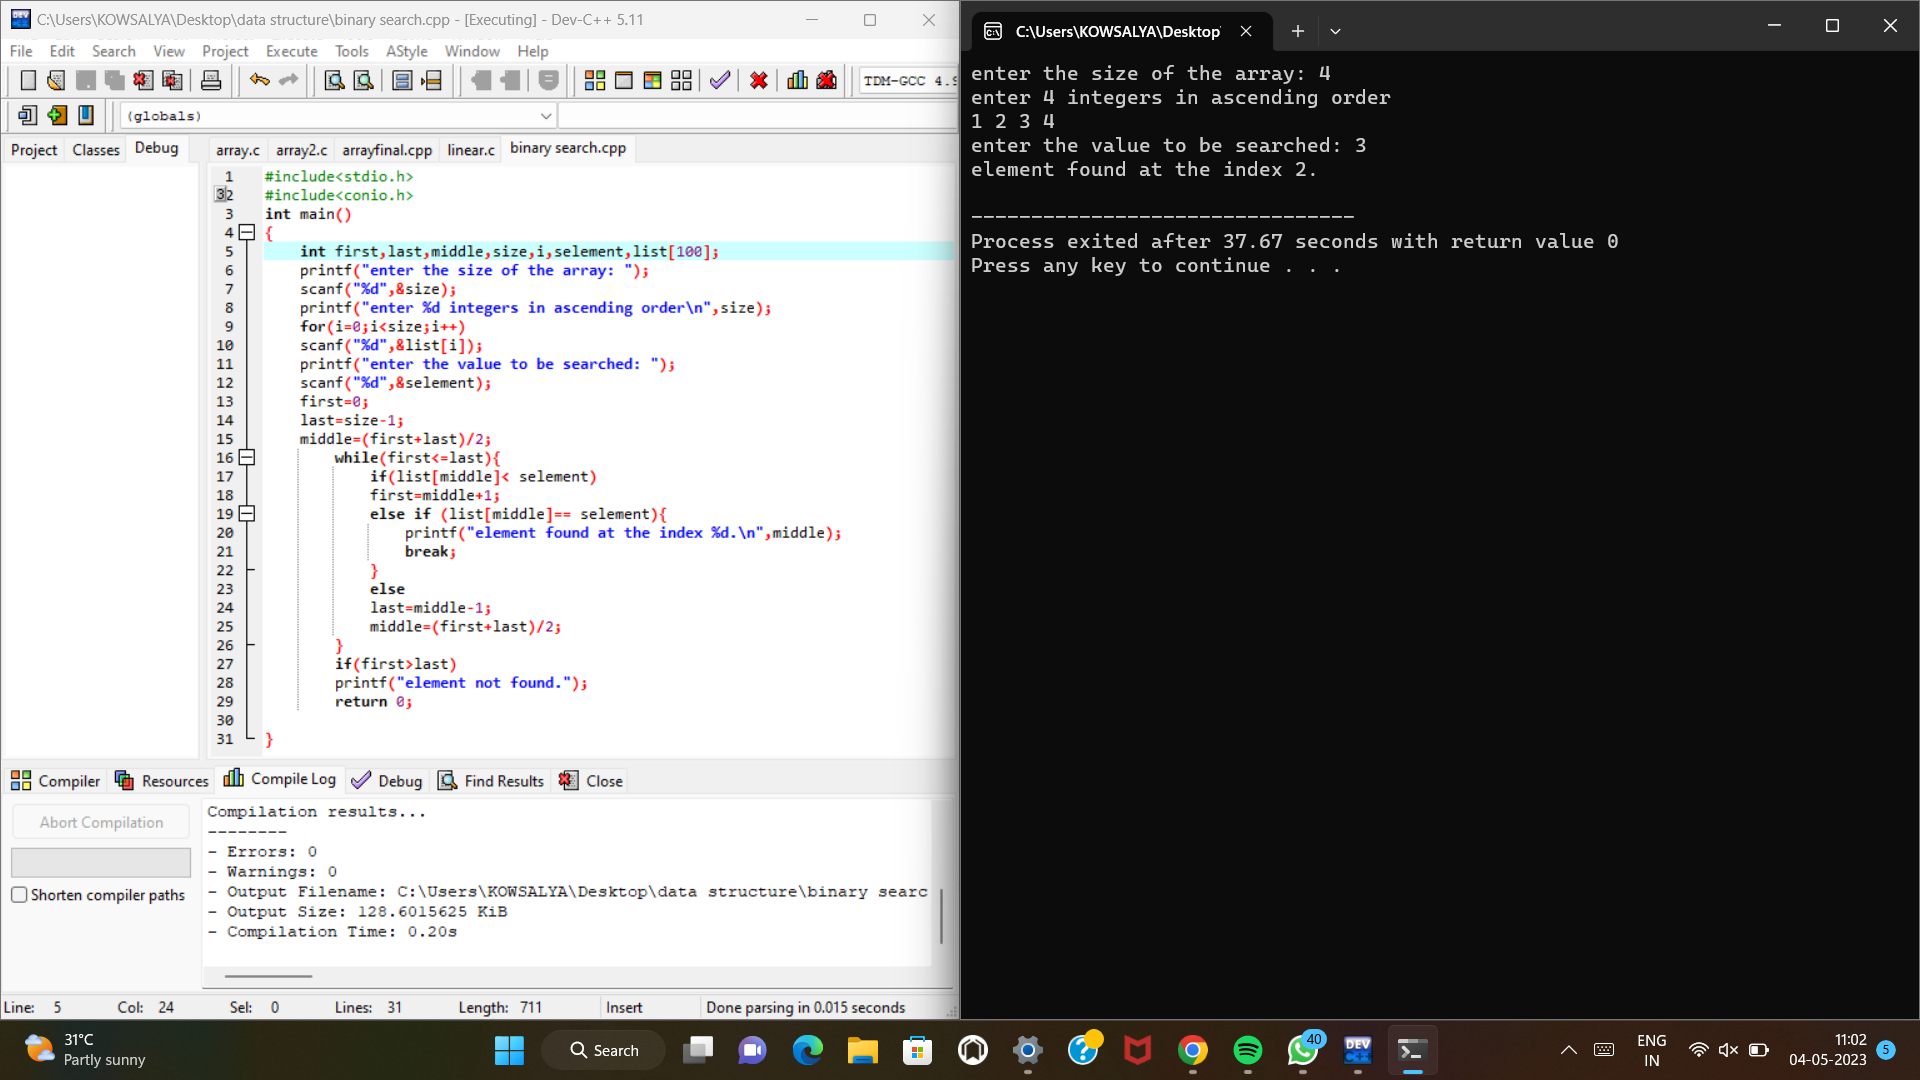 C:\Users\KOWSALYA\Desktop\data structure\binary search.cpp - [Executing] - Dev-C++ 5.11
File Edit Search View Project Execute Tools AStyle Window Help
TDM-GCC 4.9
(globals)
Project Classes Debug
array.c array2.c arrayfinal.cpp linear.c binary search.cpp
1 #include<stdio.h>
32 #include<conio.h>
3 int main()
4 {
5 int first,last,middle,size,i,selement,list[100];
6 printf("enter the size of the array: ");
7 scanf("%d",&size);
8 printf("enter %d integers in ascending order\n",size);
9 for(i=0;i<size;i++)
10 scanf("%d",&list[i]);
11 printf("enter the value to be searched: ");
12 scanf("%d",&selement);
13 first=0;
14 last=size-1;
15 middle=(first+last)/2;
16 while(first<=last){
17 if(list[middle]< selement)
18 first=middle+1;
19 else if (list[middle]== selement){
20 printf("element found at the index %d.\n",middle);
21 break;
22 }
23 else
24 last=middle-1;
25 middle=(first+last)/2;
26 }
27 if(first>last)
28 printf("element not found.");
29 return 0;
30
31 }
Compiler Resources Compile Log Debug Find Results Close
Abort Compilation
Shorten compiler paths
Compilation results...
--------
- Errors: 0
- Warnings: 0
- Output Filename: C:\Users\KOWSALYA\Desktop\data structure\binary searc
- Output Size: 128.6015625 KiB
- Compilation Time: 0.20s
Line: 5 Col: 24 Sel: 0 Lines: 31 Length: 711 Insert Done parsing in 0.015 seconds
C:\Users\KOWSALYA\Desktop
enter the size of the array: 4
enter 4 integers in ascending order
1 2 3 4
enter the value to be searched: 3
element found at the index 2.
--------------------------------
Process exited after 37.67 seconds with return value 0
Press any key to continue . . .
31°C
Partly sunny
Search
40
DEV
C++
ENG
IN
11:02
04-05-2023
5